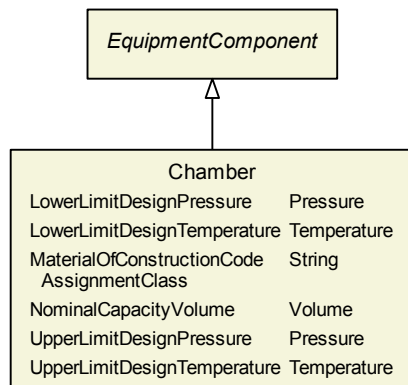 EquipmentComponent
Chamber
LowerLimitDesignPressure Pressure
LowerLimitDesignTemperature Temperature
MaterialOfConstructionCode String
AssignmentClass
NominalCapacityVolume Volume
UpperLimitDesignPressure Pressure
UpperLimitDesignTemperature Temperature